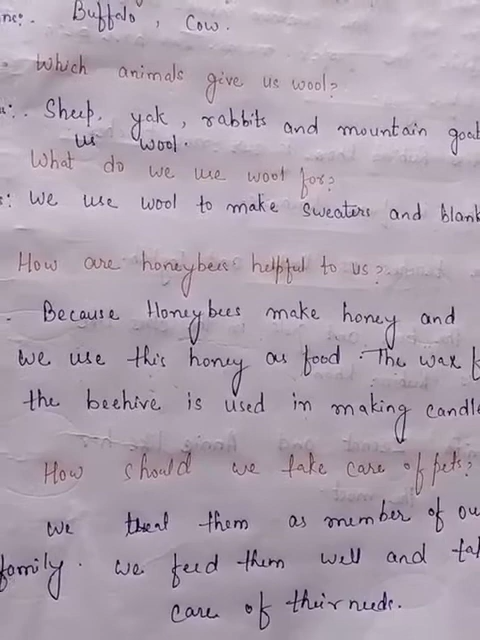 ns: Buffalo, Cow.
Which animals give us wool?
s: Sheep, yak, rabbits and mountain goat
us wool.
What do we use wool for?
s: We use wool to make sweaters and blank
How are honeybees helpful to us?
. Because Honeybees make honey and
we use this honey as food. The wax f
the beehive is used in making candle
How should we take care of pets?
We treat them as member of ou
family. we feed them well and ta
care of their needs.